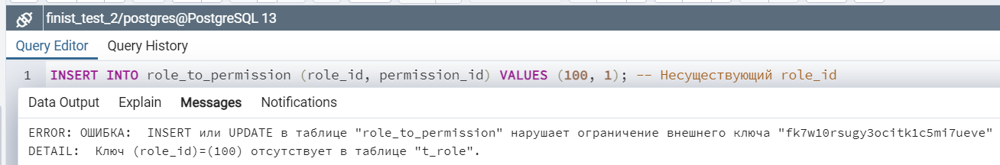 finist_test_2/postgres@PostgreSQL 13
Query Editor Query History
1 INSERT INTO role_to_permission (role_id, permission_id) VALUES (100, 1); -- Несуществующий role_id
Data Output Explain Messages Notifications
ERROR: ОШИБКА:  INSERT или UPDATE в таблице "role_to_permission" нарушает ограничение внешнего ключа "fk7w10rsugy3ocitk1c5mi7ueve"
DETAIL:  Ключ (role_id)=(100) отсутствует в таблице "t_role".